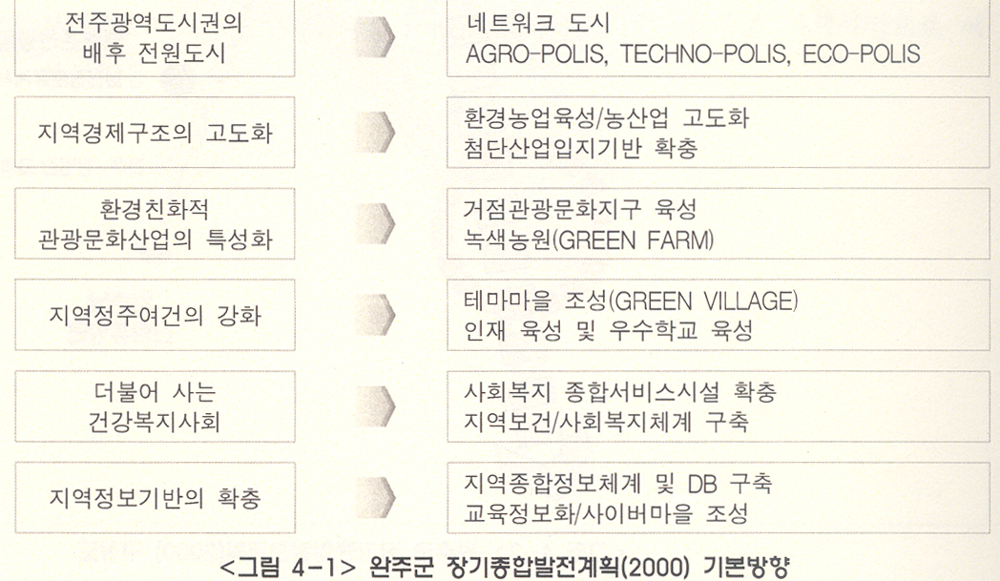 전주광역도시권의
배후 전원도시
네트워크 도시
AGRO-POLIS, TECHNO-POLIS, ECO-POLIS
지역경제구조의 고도화
환경농업육성/농산업 고도화
첨단산업입지기반 확충
환경친화적
관광문화산업의 특성화
거점관광문화지구 육성
녹색농원(GREEN FARM)
지역정주여건의 강화
테마마을 조성(GREEN VILLAGE)
인재 육성 및 우수학교 육성
더불어 사는
건강복지사회
사회복지 종합서비스시설 확충
지역보건/사회복지체계 구축
지역정보기반의 확충
지역종합정보체계 및 DB 구축
교육정보화/사이버마을 조성
<그림 4-1> 완주군 장기종합발전계획(2000) 기본방향